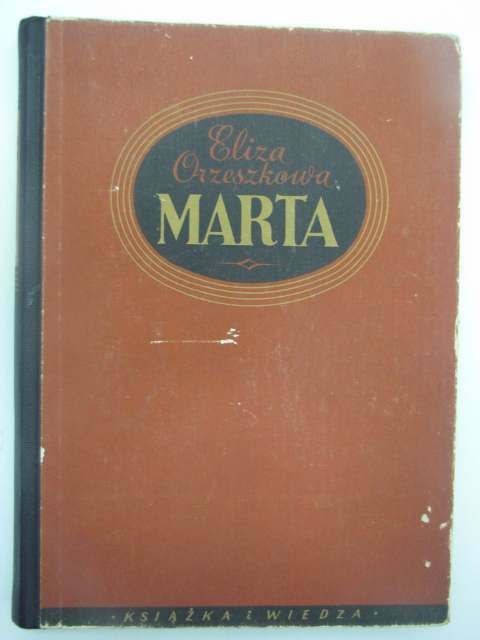 Eliza
Orzeszkowa
MARTA
· KSIĄŻKA i WIEDZA ·